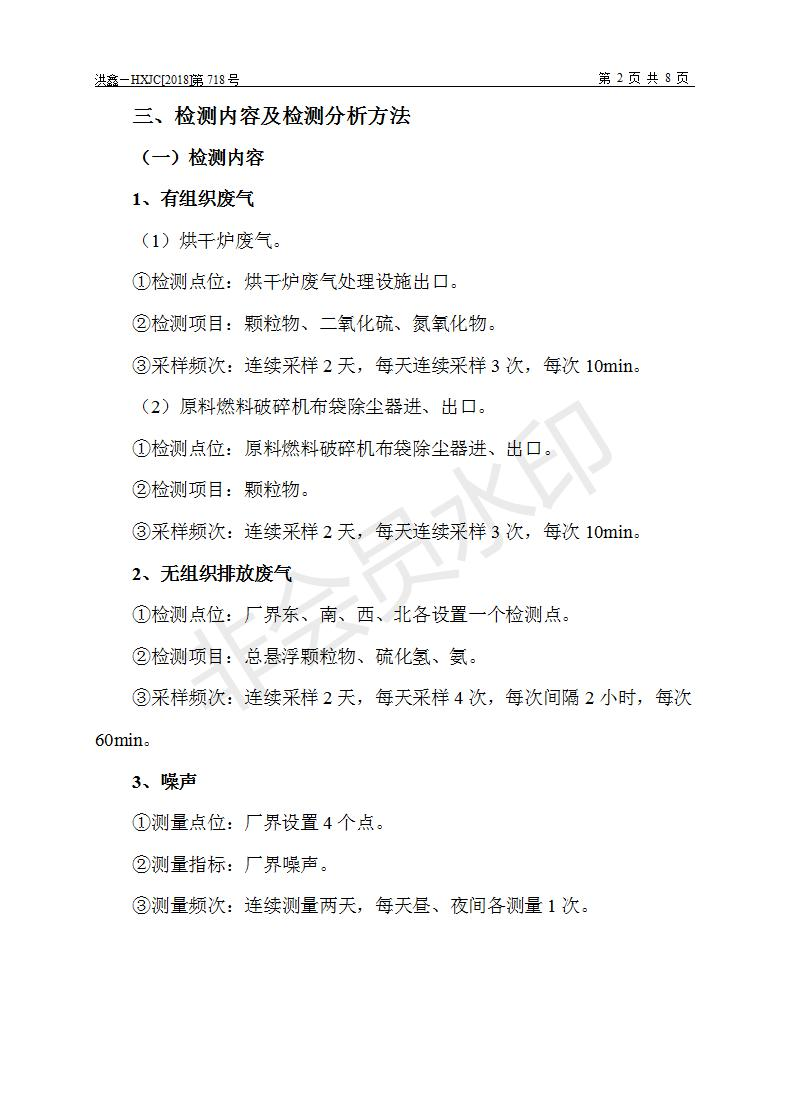 洪鑫－HXJC[2018]第 718 号 第 2 页 共 8 页
三、检测内容及检测分析方法
（一）检测内容
1、有组织废气
（1）烘干炉废气。
①检测点位：烘干炉废气处理设施出口。
②检测项目：颗粒物、二氧化硫、氮氧化物。
③采样频次：连续采样 2 天，每天连续采样 3 次，每次 10min。
（2）原料燃料破碎机布袋除尘器进、出口。
①检测点位：原料燃料破碎机布袋除尘器进、出口。
②检测项目：颗粒物。
③采样频次：连续采样 2 天，每天连续采样 3 次，每次 10min。
2、无组织排放废气
①检测点位：厂界东、南、西、北各设置一个检测点。
②检测项目：总悬浮颗粒物、硫化氢、氨。
③采样频次：连续采样 2 天，每天采样 4 次，每次间隔 2 小时，每次
60min。
3、噪声
①测量点位：厂界设置 4 个点。
②测量指标：厂界噪声。
③测量频次：连续测量两天，每天昼、夜间各测量 1 次。
非会员水印